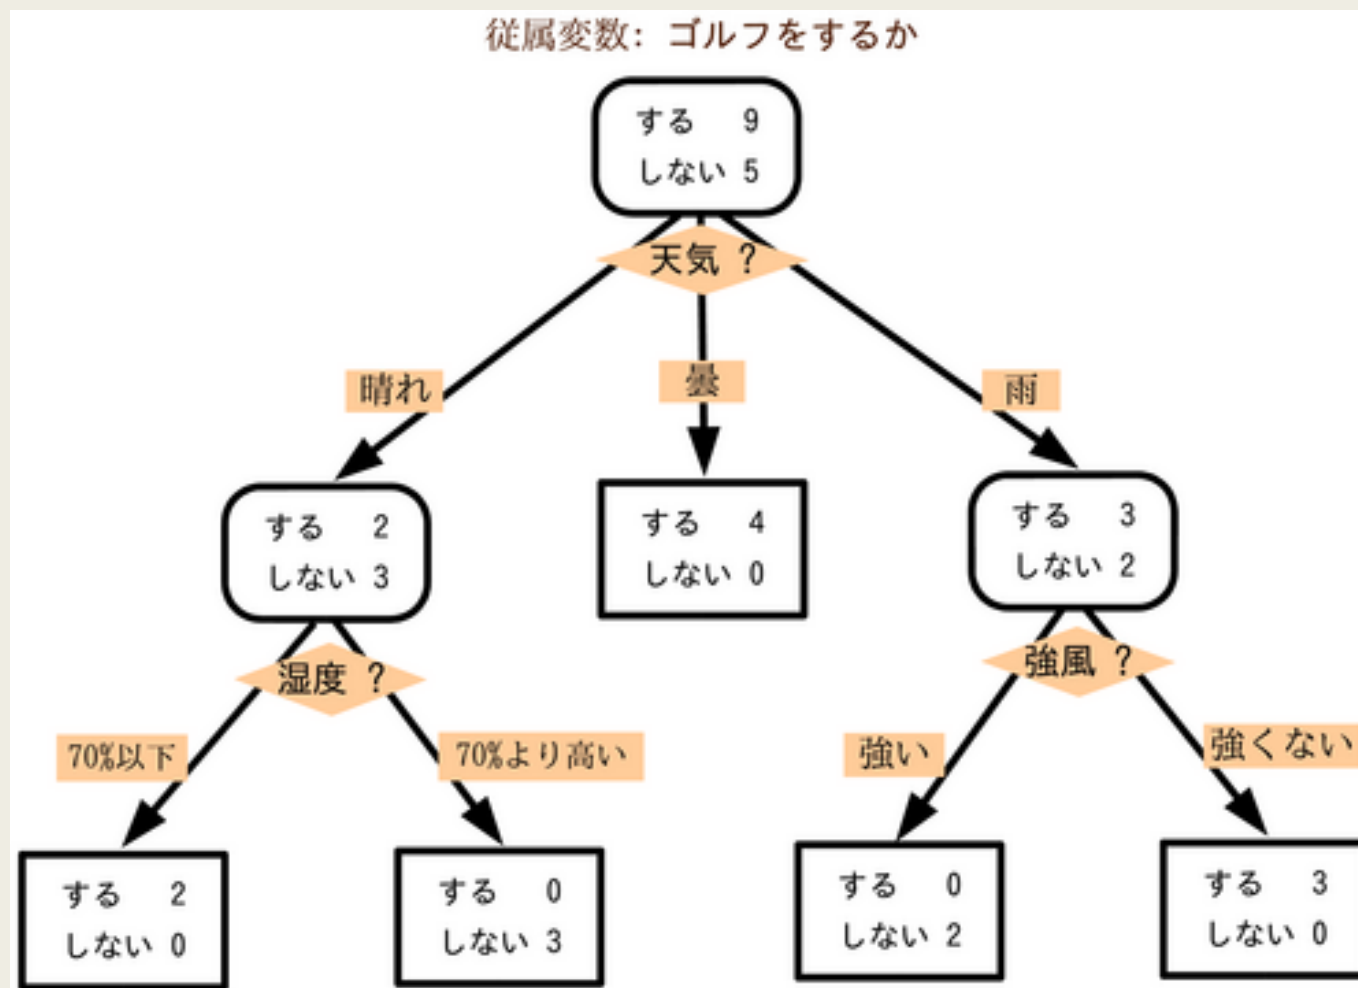 従属変数: ゴルフをするか
する 9
しない 5
天気 ?
晴れ
曇
雨
する 2
しない 3
する 4
しない 0
する 3
しない 2
湿度 ?
強風 ?
70%以下
70%より高い
強い
強くない
する 2
しない 0
する 0
しない 3
する 0
しない 2
する 3
しない 0